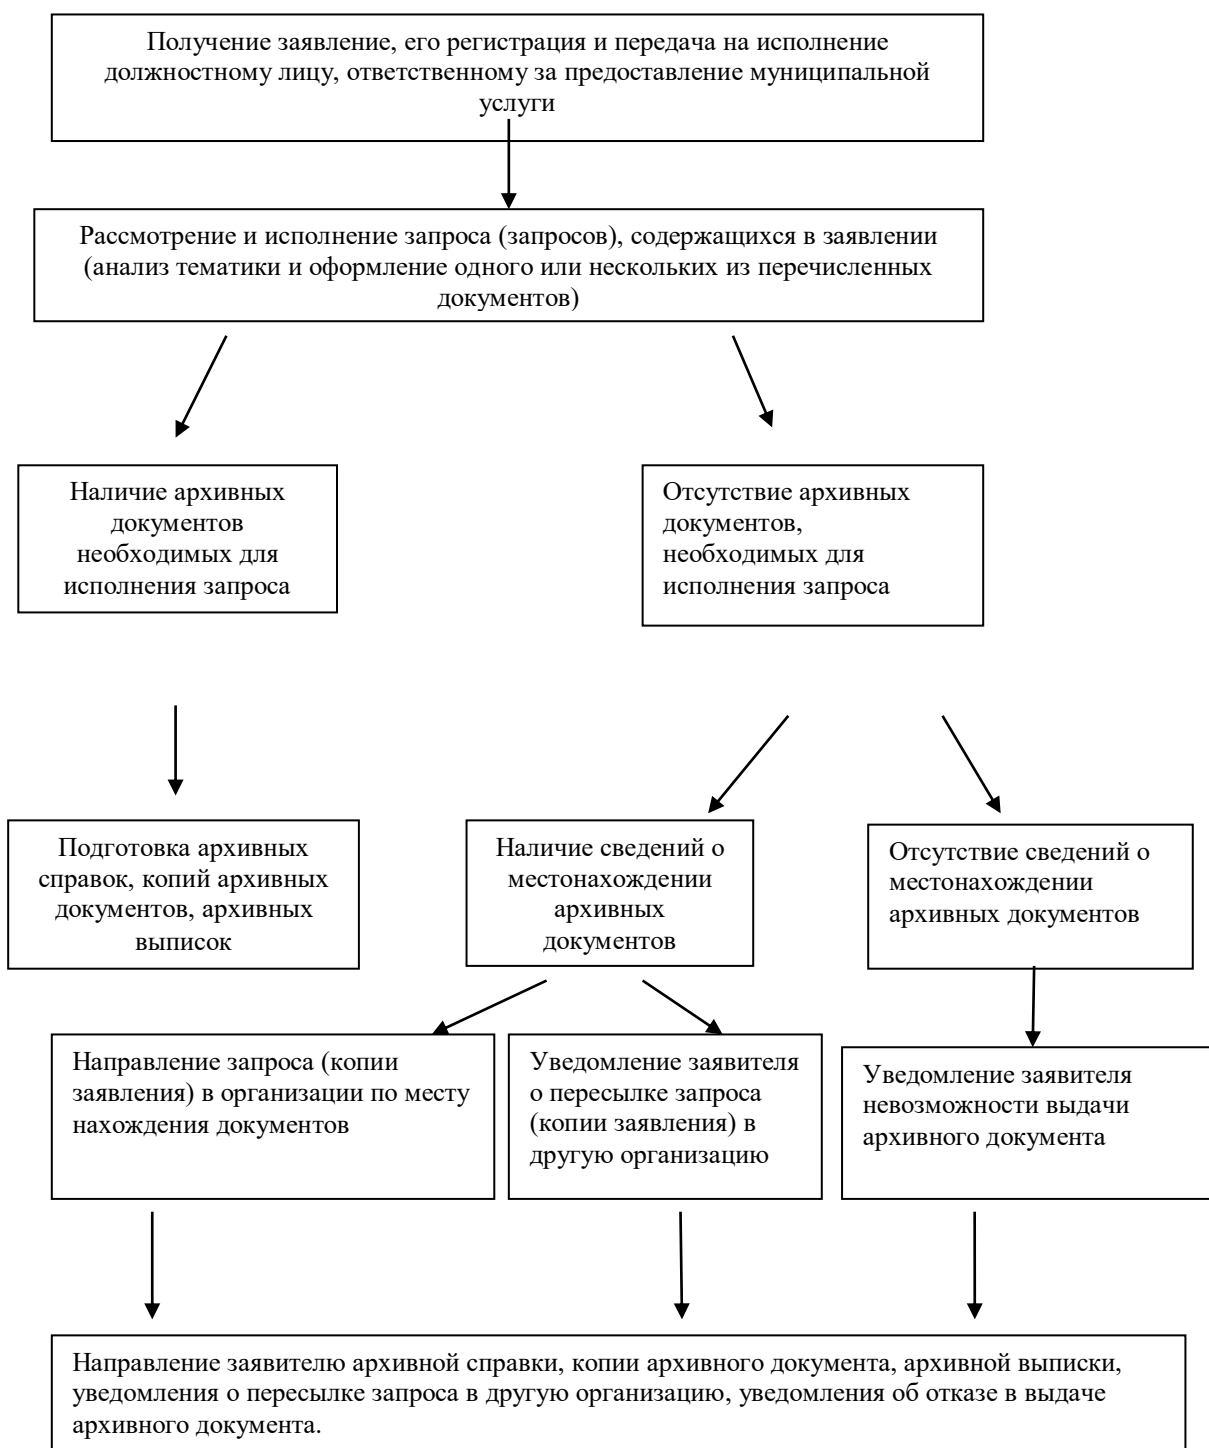 Получение заявление, его регистрация и передача на исполнение
должностному лицу, ответственному за предоставление муниципальной
услуги
Рассмотрение и исполнение запроса (запросов), содержащихся в заявлении
(анализ тематики и оформление одного или нескольких из перечисленных
документов)
Наличие архивных
документов
необходимых для
исполнения запроса
Отсутствие архивных
документов,
необходимых для
исполнения запроса
Подготовка архивных
справок, копий архивных
документов, архивных
выписок
Наличие сведений о
местонахождении
архивных
документов
Отсутствие сведений о
местонахождении
архивных документов
Направление запроса (копии
заявления) в организации по месту
нахождения документов
Уведомление заявителя
о пересылке запроса
(копии заявления) в
другую организацию
Уведомление заявителя
невозможности выдачи
архивного документа
Направление заявителю архивной справки, копии архивного документа, архивной выписки,
уведомления о пересылке запроса в другую организацию, уведомления об отказе в выдаче
архивного документа.